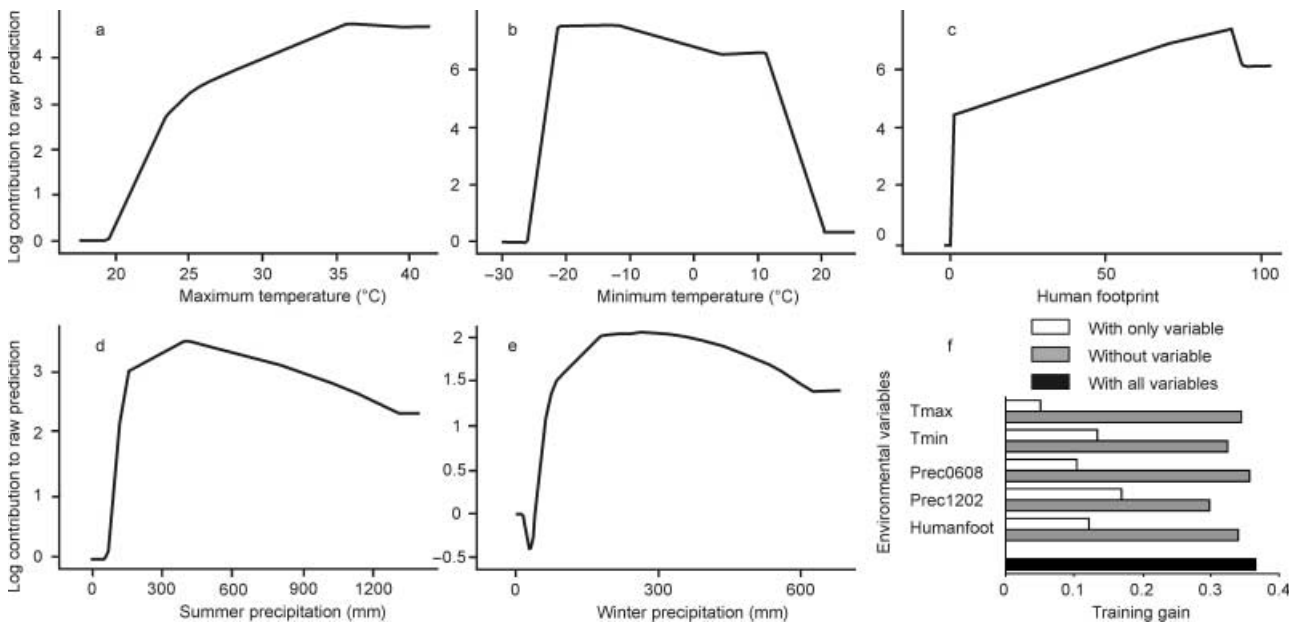 a
Log contribution to raw prediction
4
3
2
1
0
20 25 30 35 40
Maximum temperature (°C)
b
6
4
2
0
−30 −20 −10 0 10 20
Minimum temperature (°C)
c
6
4
2
0
0 50 100
Human footprint
d
Log contribution to raw prediction
3
2
1
0
0 300 600 900 1200
Summer precipitation (mm)
e
2
1.5
1
0.5
0
−0.5
0 300 600
Winter precipitation (mm)
f
With only variable
Without variable
With all variables
Environmental variables
Tmax
Tmin
Prec0608
Prec1202
Humanfoot
0 0.1 0.2 0.3 0.4
Training gain